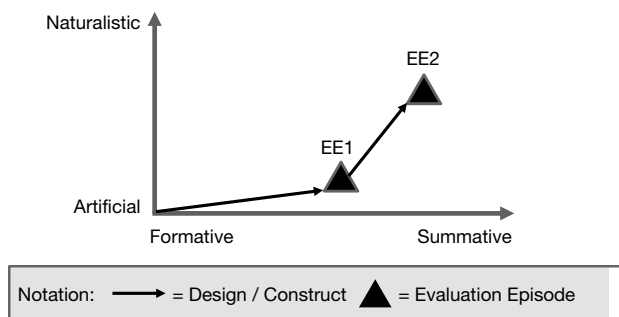 Naturalistic
EE2
EE1
Artificial
Formative
Summative
Notation: = Design / Construct = Evaluation Episode